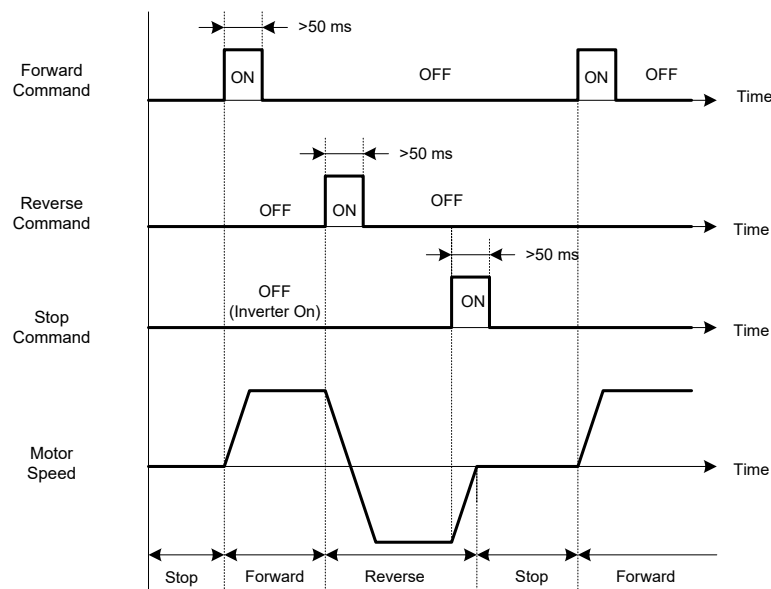 >50 ms
Forward
Command
ON
OFF
ON
OFF
Time
>50 ms
Reverse
Command
OFF
ON
OFF
Time
>50 ms
Stop
Command
OFF
(Inverter On)
ON
Time
Motor
Speed
Time
Stop
Forward
Reverse
Stop
Forward